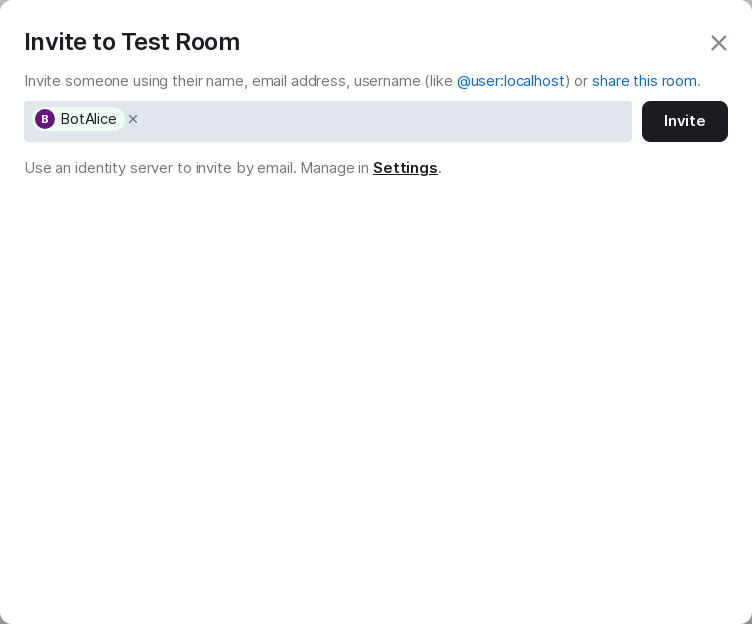 Invite to Test Room
Invite someone using their name, email address, username (like @user:localhost) or share this room.
B BotAlice
Invite
Use an identity server to invite by email. Manage in Settings.